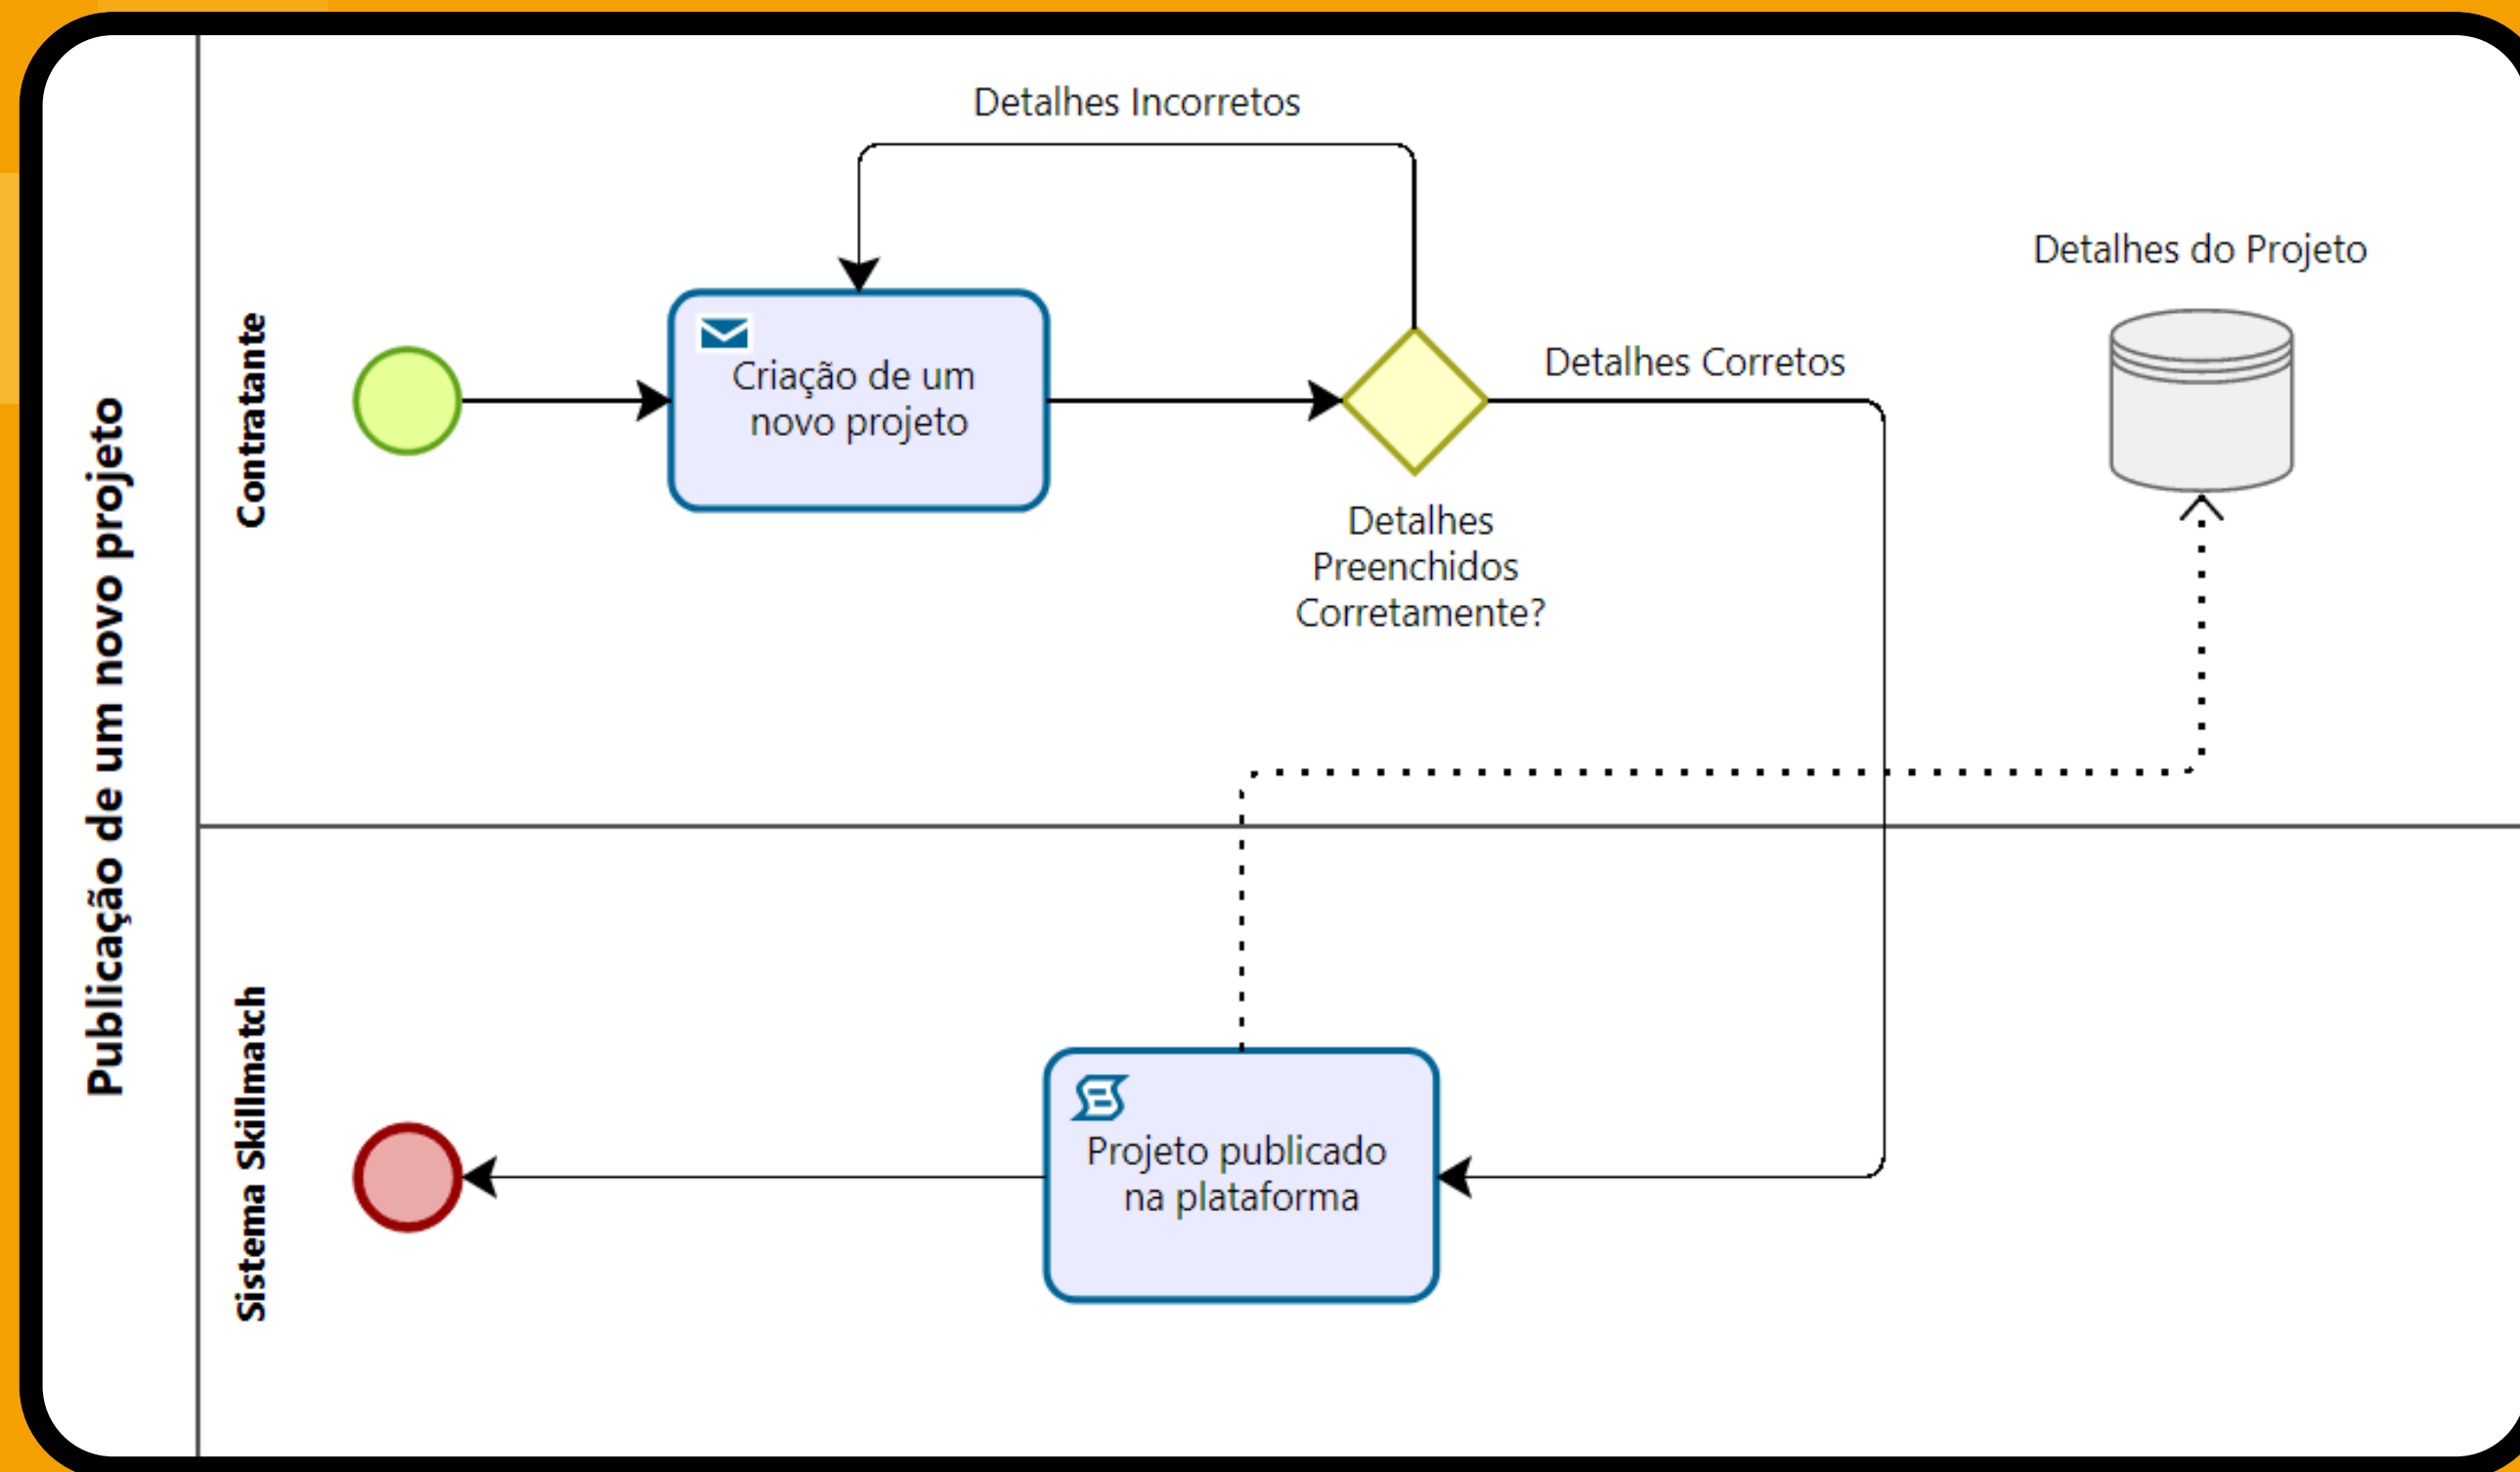 Publicação de um novo projeto
Contratante
Detalhes Incorretos
Criação de um
novo projeto
Detalhes
Preenchidos
Corretamente?
Detalhes Corretos
Detalhes do Projeto
Sistema Skillmatch
Projeto publicado
na plataforma